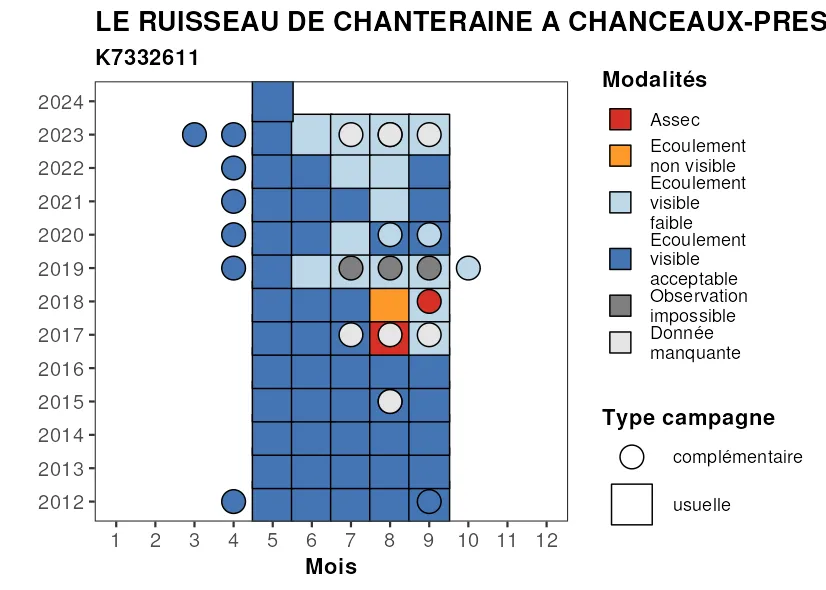 LE RUISSEAU DE CHANTERAINE A CHANCEAUX-PRES
K7332611
2024
2023
2022
2021
2020
2019
2018
2017
2016
2015
2014
2013
2012
1 2 3 4 5 6 7 8 9 10 11 12
Mois
Modalités
Assec
Ecoulement
non visible
Ecoulement
visible
faible
Ecoulement
visible
acceptable
Observation
impossible
Donnée
manquante
Type campagne
complémentaire
usuelle